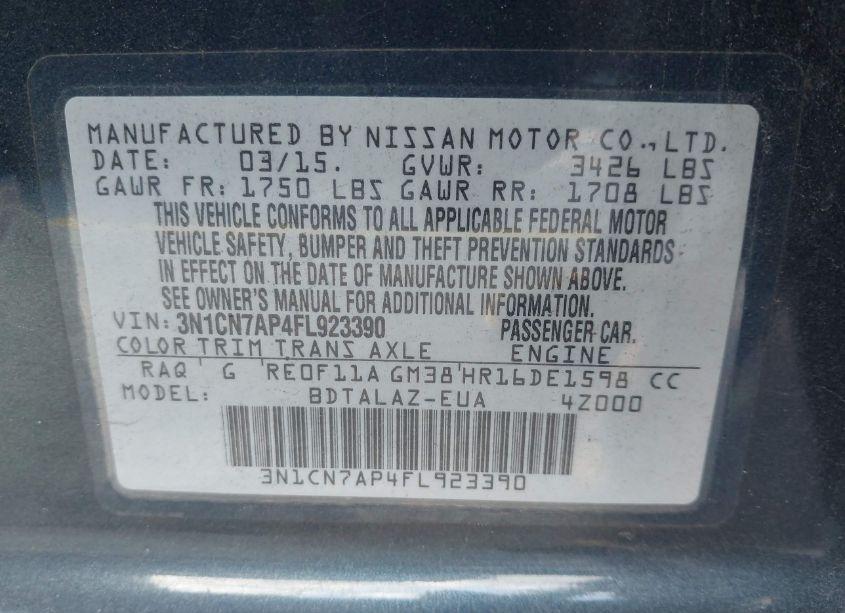 MANUFACTURED BY NISSAN MOTOR CO.,LTD.
DATE: 03/15. GVWR: 3426 LBS
GAWR FR: 1750 LBS GAWR RR: 1708 LBS
THIS VEHICLE CONFORMS TO ALL APPLICABLE FEDERAL MOTOR
VEHICLE SAFETY, BUMPER AND THEFT PREVENTION STANDARDS
IN EFFECT ON THE DATE OF MANUFACTURE SHOWN ABOVE.
SEE OWNER'S MANUAL FOR ADDITIONAL INFORMATION.
VIN: 3N1CN7AP4FL923390 PASSENGER CAR.
COLOR TRIM TRANS AXLE ENGINE
RAQ G RE0F11A GM38 HR16DE1598 CC
MODEL: BDTALAZ-EUA 4Z000
3N1CN7AP4FL923390